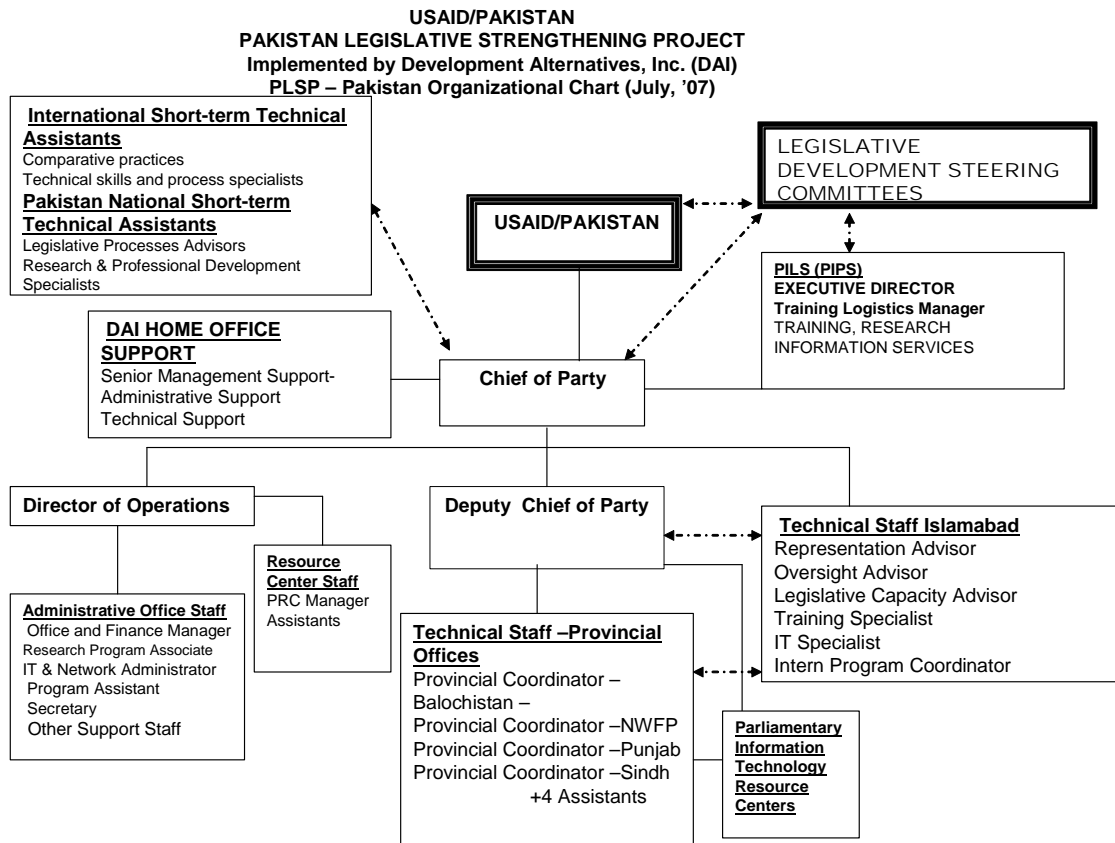 USAID/PAKISTAN
PAKISTAN LEGISLATIVE STRENGTHENING PROJECT
Implemented by Development Alternatives, Inc. (DAI)
PLSP – Pakistan Organizational Chart (July, '07)
International Short-term Technical
Assistants
Comparative practices
Technical skills and process specialists
Pakistan National Short-term
Technical Assistants
Legislative Processes Advisors
Research & Professional Development
Specialists
USAID/PAKISTAN
LEGISLATIVE
DEVELOPMENT STEERING
COMMITTEES
PILS (PIPS)
EXECUTIVE DIRECTOR
Training Logistics Manager
TRAINING, RESEARCH
INFORMATION SERVICES
DAI HOME OFFICE
SUPPORT
Senior Management Support-
Administrative Support
Technical Support
Chief of Party
Director of Operations
Deputy Chief of Party
Technical Staff Islamabad
Representation Advisor
Oversight Advisor
Legislative Capacity Advisor
Training Specialist
IT Specialist
Intern Program Coordinator
Resource
Center Staff
PRC Manager
Assistants
Administrative Office Staff
Office and Finance Manager
Research Program Associate
IT & Network Administrator
Program Assistant
Secretary
Other Support Staff
Technical Staff –Provincial
Offices
Provincial Coordinator –
Balochistan –
Provincial Coordinator –NWFP
Provincial Coordinator –Punjab
Provincial Coordinator –Sindh
+4 Assistants
Parliamentary
Information
Technology
Resource
Centers